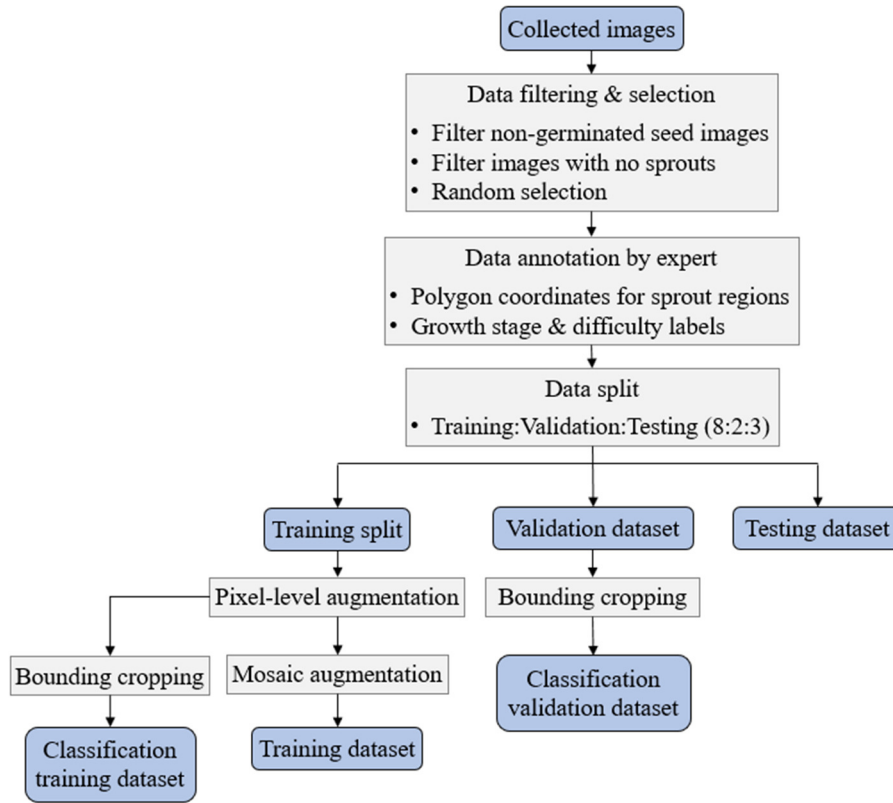 Collected images
Data filtering & selection
• Filter non-germinated seed images
• Filter images with no sprouts
• Random selection
Data annotation by expert
• Polygon coordinates for sprout regions
• Growth stage & difficulty labels
Data split
• Training:Validation:Testing (8:2:3)
Training split
Validation dataset
Testing dataset
Pixel-level augmentation
Bounding cropping
Bounding cropping
Mosaic augmentation
Classification
validation dataset
Classification
training dataset
Training dataset